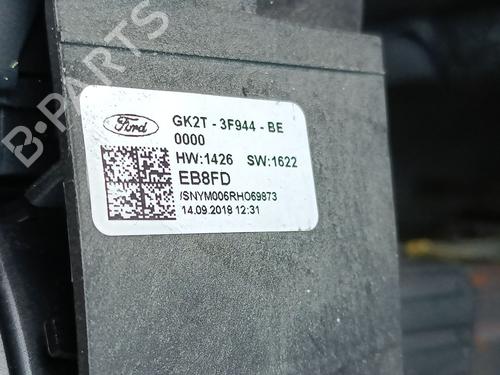 B-PARTS
Ford
GK2T - 3F944 - BE
0000
HW:1426 SW:1622
EB8FD
/SNYM006RHO69873
14.09.2018 12:31